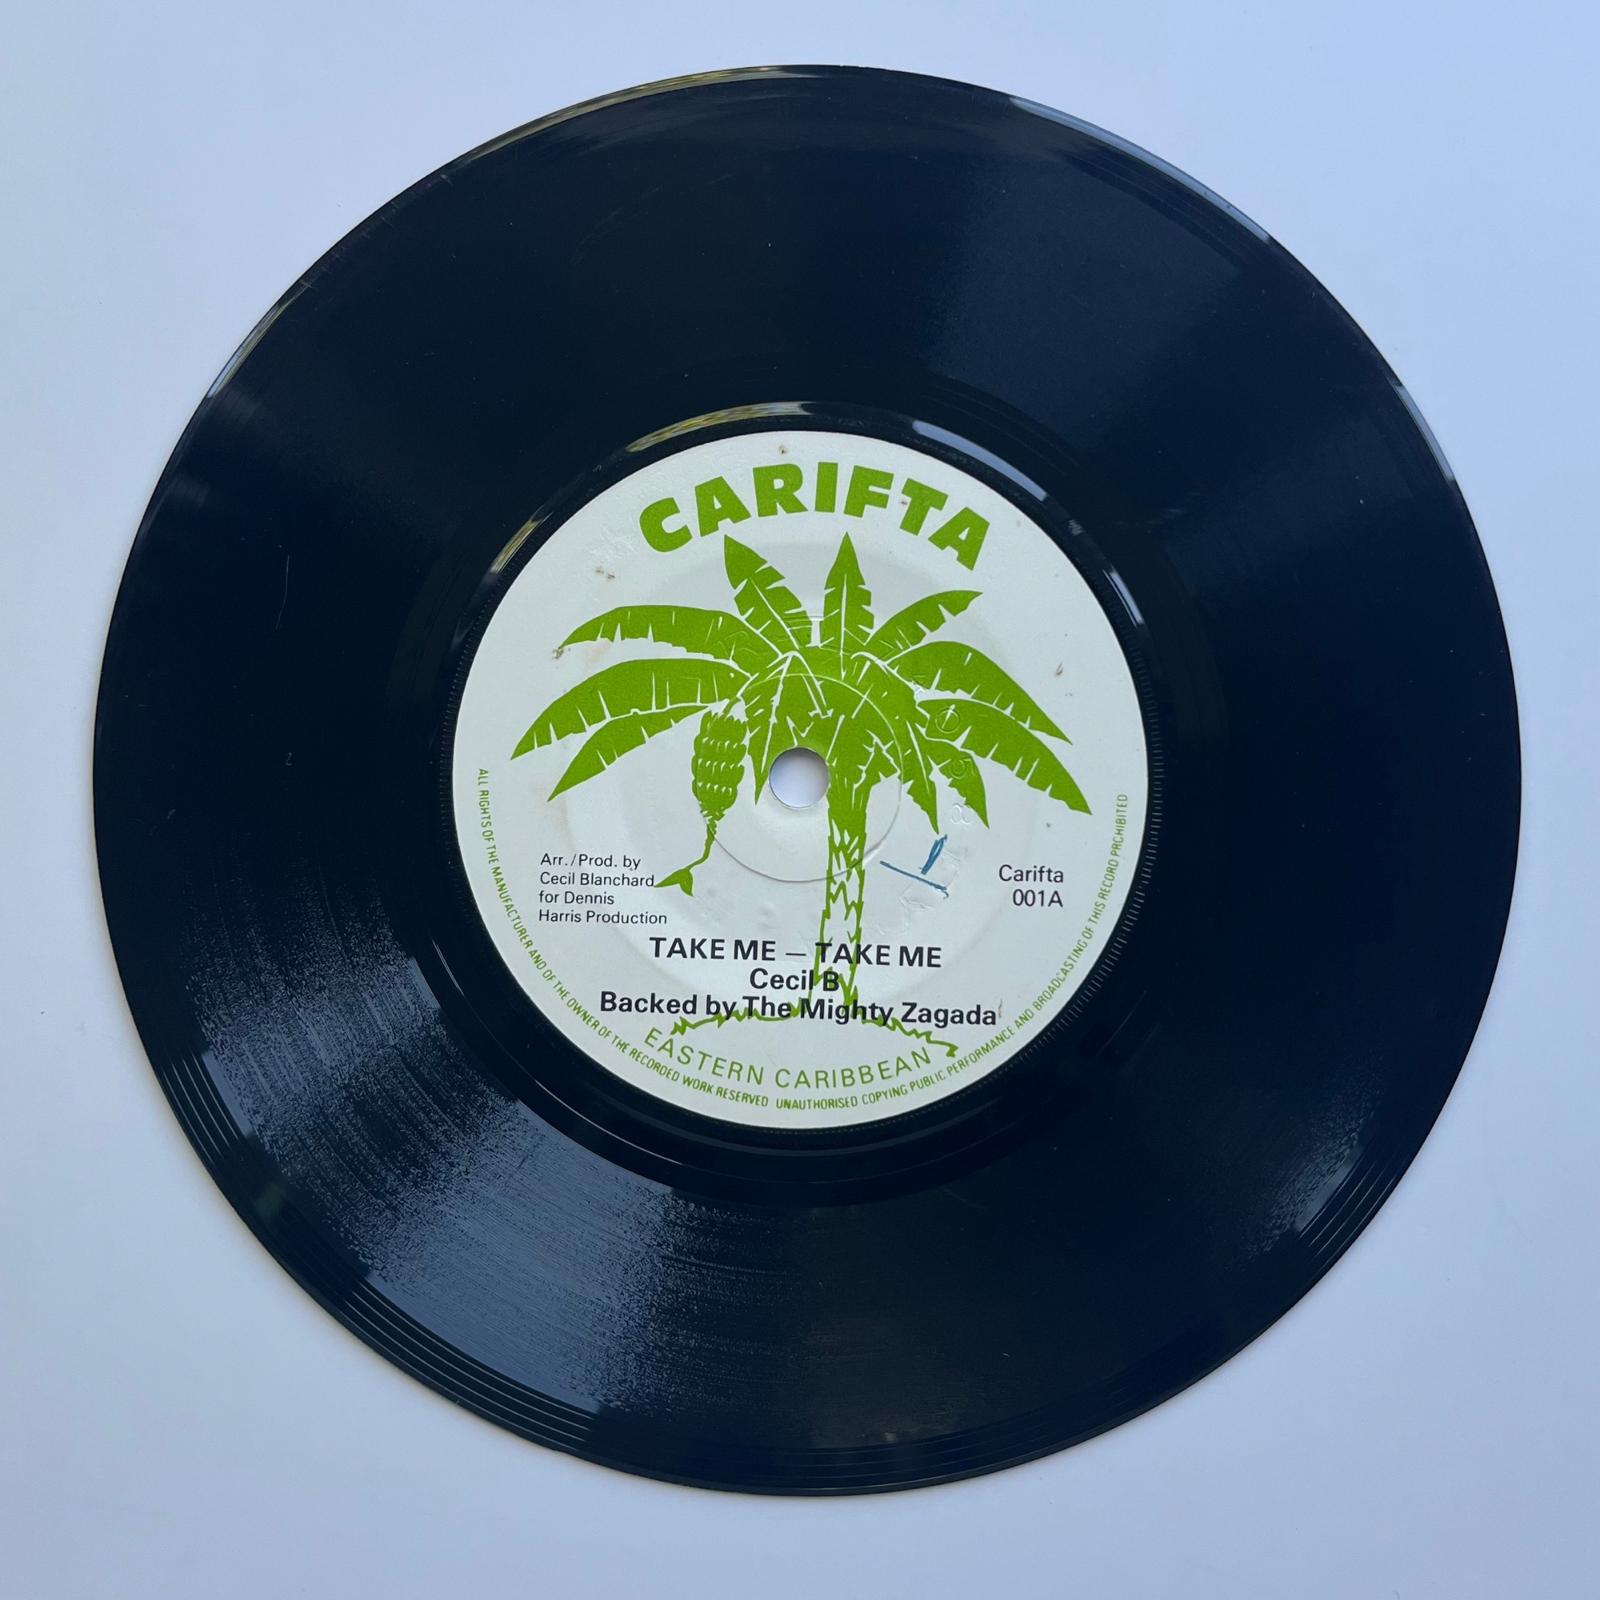 CARIFTA
Arr./Prod. by
Cecil Blanchard
for Dennis
Harris Production
Carifta
001A
TAKE ME – TAKE ME
Cecil B
Backed by The Mighty Zagada
EASTERN CARIBBEAN
ALL RIGHTS OF THE MANUFACTURER AND OF THE OWNER OF THE RECORDED WORK RESERVED UNAUTHORISED COPYING PUBLIC PERFORMANCE AND BROADCASTING OF THIS RECORD PROHIBITED